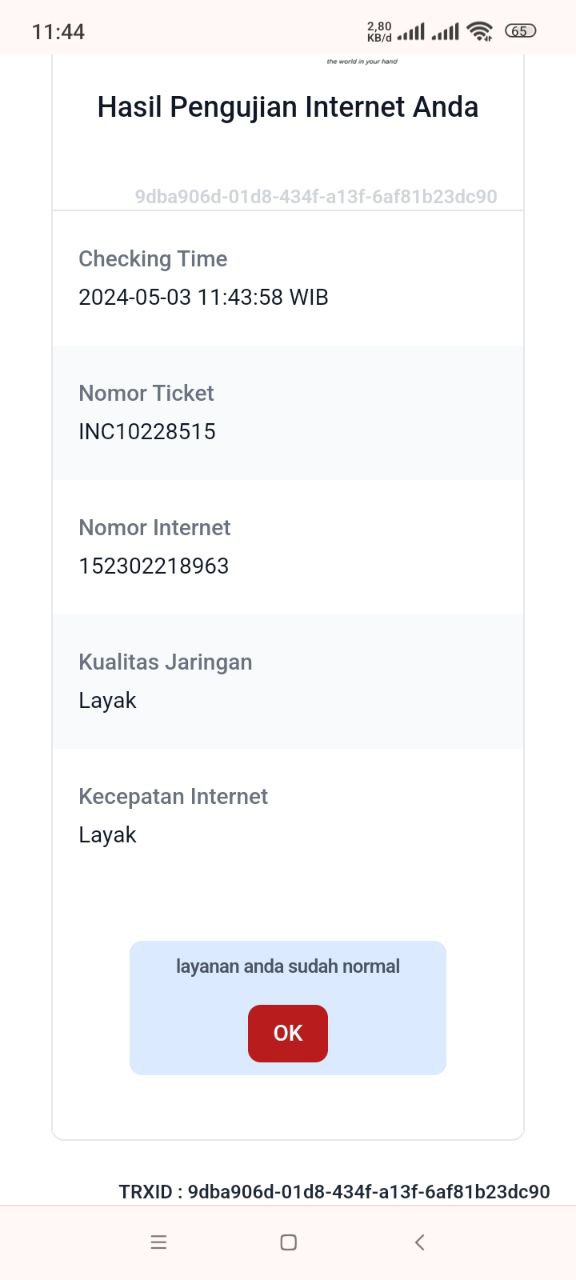 11:44
2,80
KB/d
65
the world in your hand
Hasil Pengujian Internet Anda
9dba906d-01d8-434f-a13f-6af81b23dc90
Checking Time
2024-05-03 11:43:58 WIB
Nomor Ticket
INC10228515
Nomor Internet
152302218963
Kualitas Jaringan
Layak
Kecepatan Internet
Layak
layanan anda sudah normal
OK
TRXID : 9dba906d-01d8-434f-a13f-6af81b23dc90